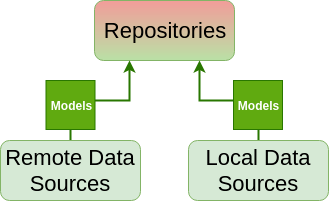 Repositories
Models
Models
Remote Data
Sources
Local Data
Sources